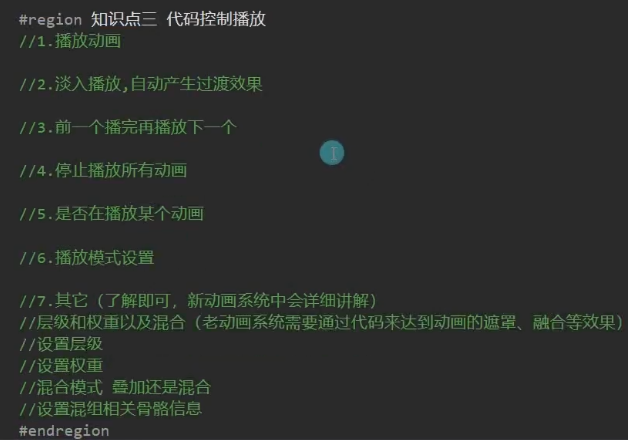 #region 知识点三 代码控制播放
//1.播放动画
//2.淡入播放,自动产生过渡效果
//3.前一个播完再播放下一个
//4.停止播放所有动画
//5.是否在播放某个动画
//6.播放模式设置
//7.其它（了解即可，新动画系统中会详细讲解）
//层级和权重以及混合（老动画系统需要通过代码来达到动画的遮罩、融合等效果）
//设置层级
//设置权重
//混合模式 叠加还是混合
//设置混组相关骨骼信息
#endregion